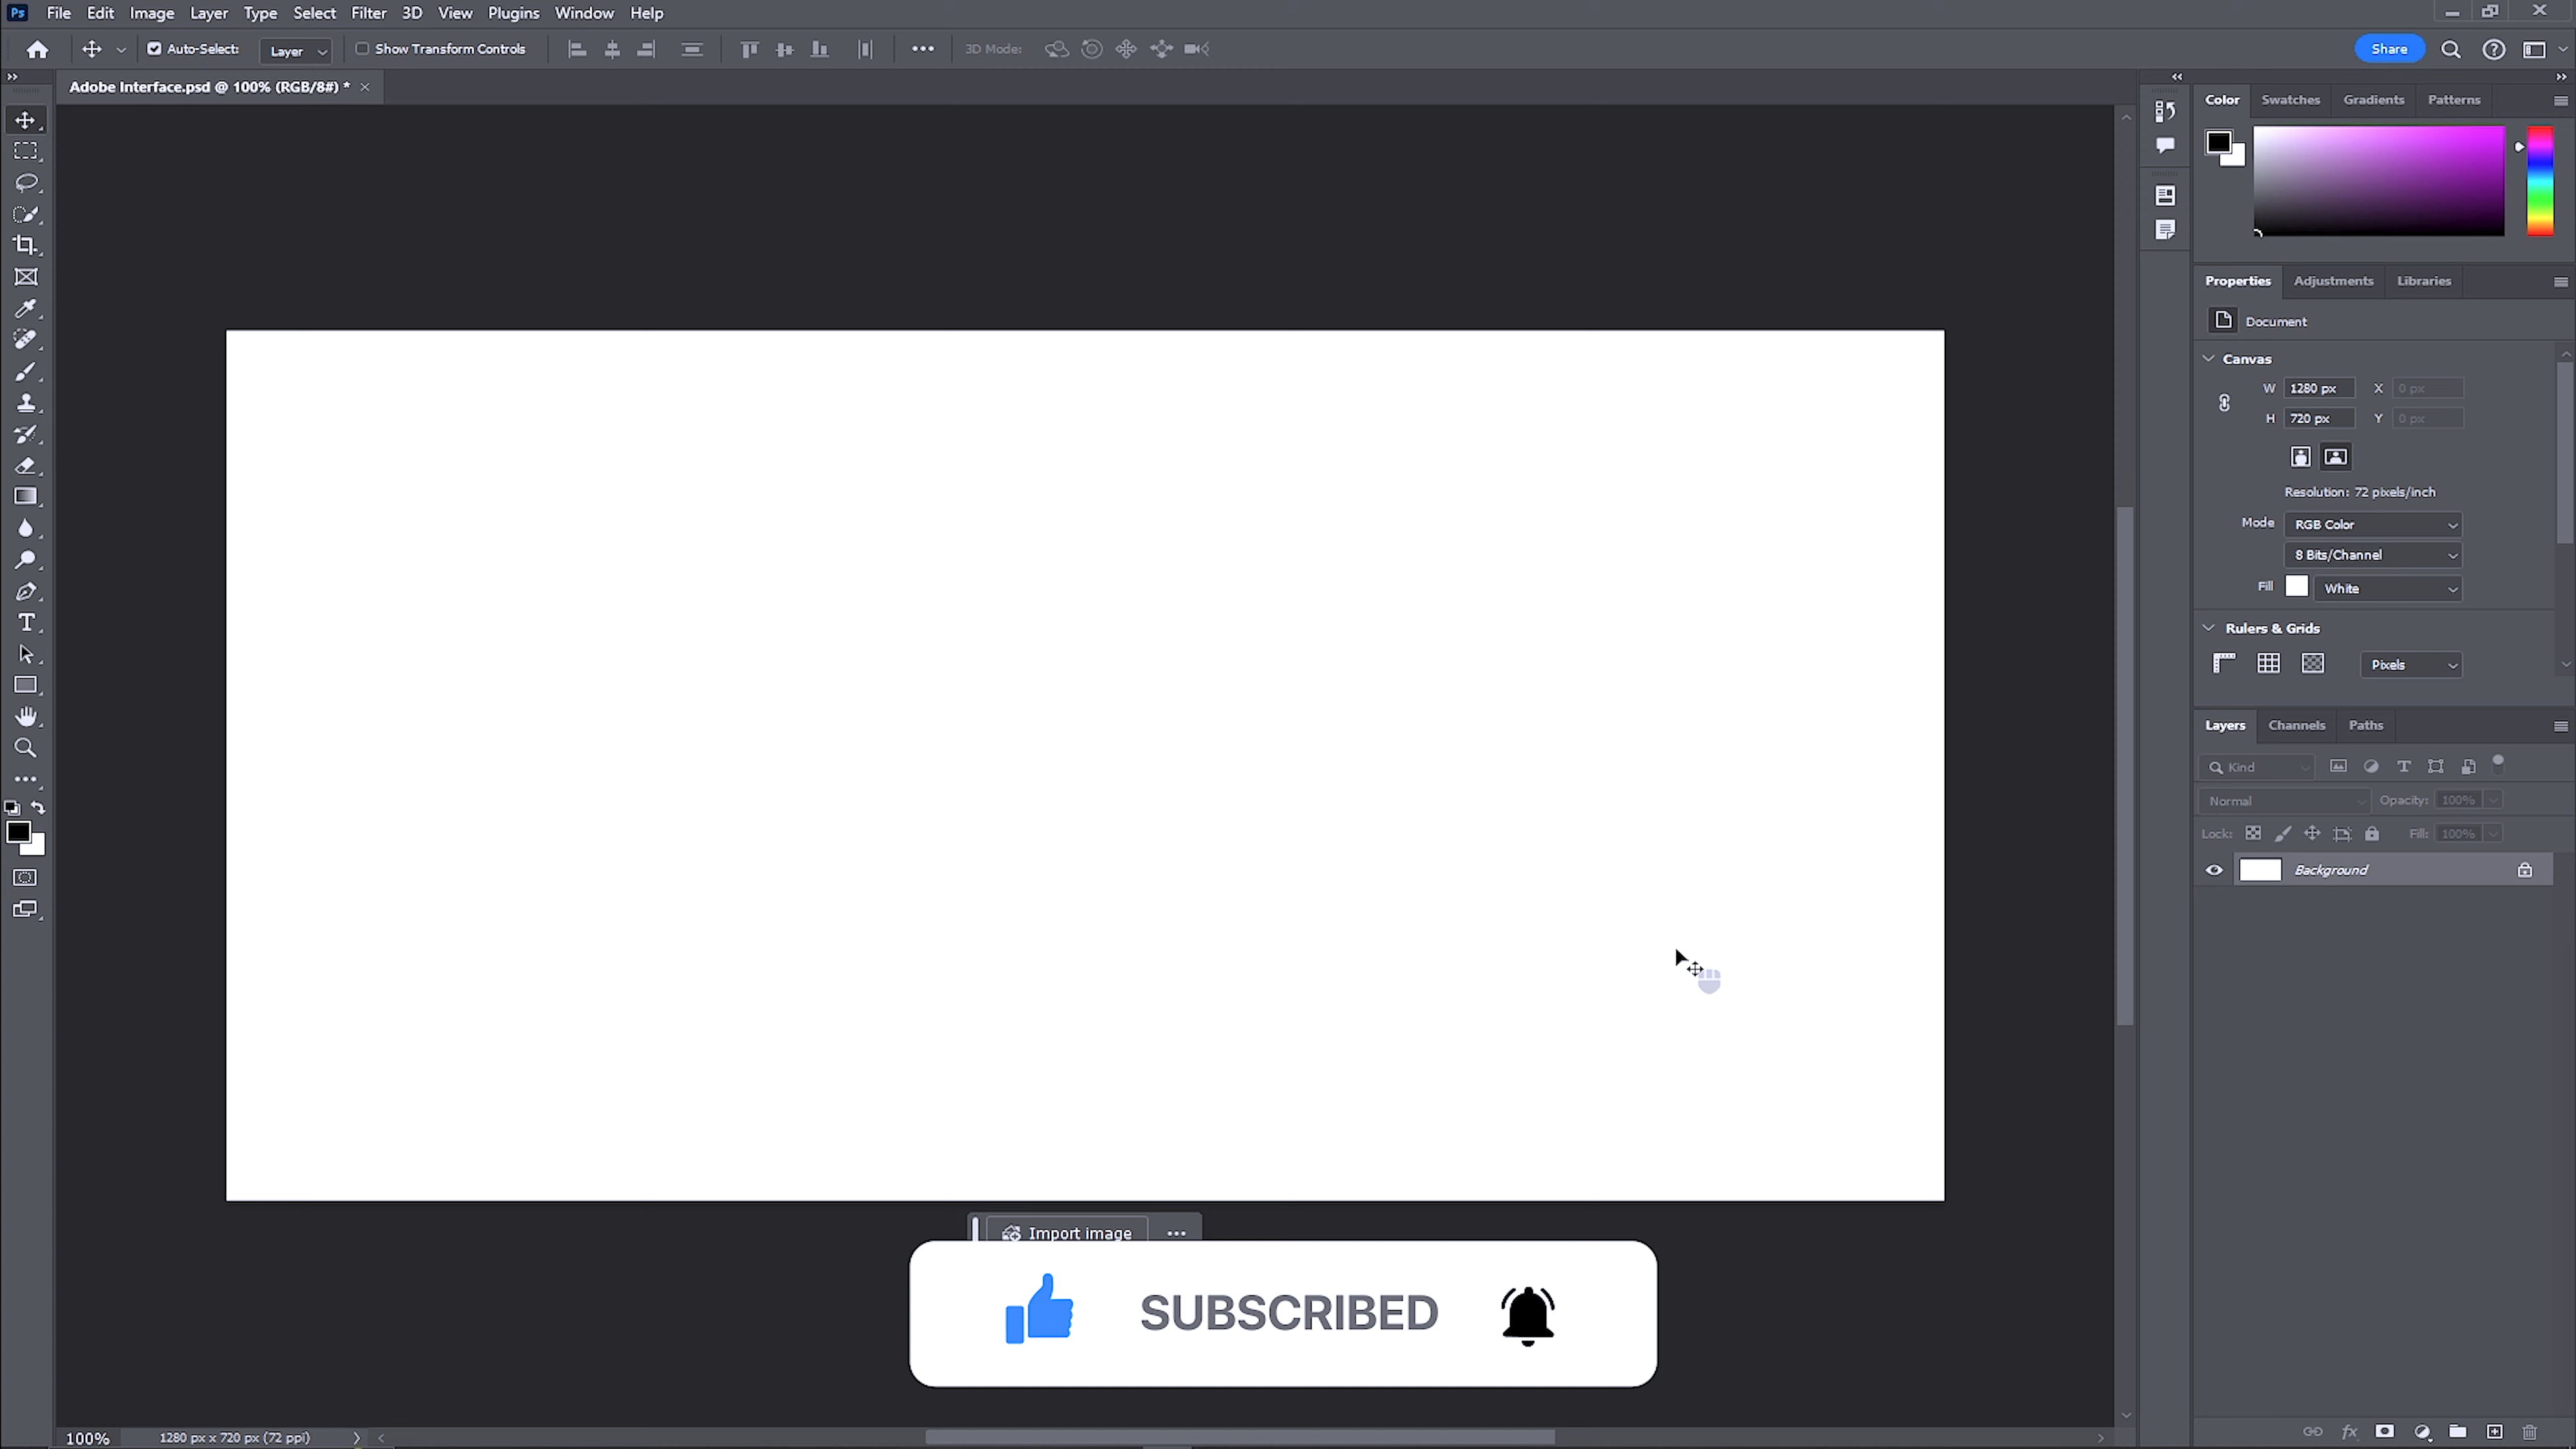 Ps File Edit Image Layer Type Select Filter 3D View Plugins Window Help
Auto-Select: Layer Show Transform Controls 3D Mode: Share
Adobe Interface.psd @ 100% (RGB/8#) *
Color Swatches Gradients Patterns
Properties Adjustments Libraries
Document
Canvas
W 1280 px X 0 px
H 720 px Y 0 px
Resolution: 72 pixels/inch
Mode RGB Color
8 Bits/Channel
Fill White
Rulers & Grids
Pixels
Layers Channels Paths
Kind
Normal Opacity: 100%
Lock: Fill: 100%
Background
Import image
SUBSCRIBED
100% 1280 px x 720 px (72 ppi)